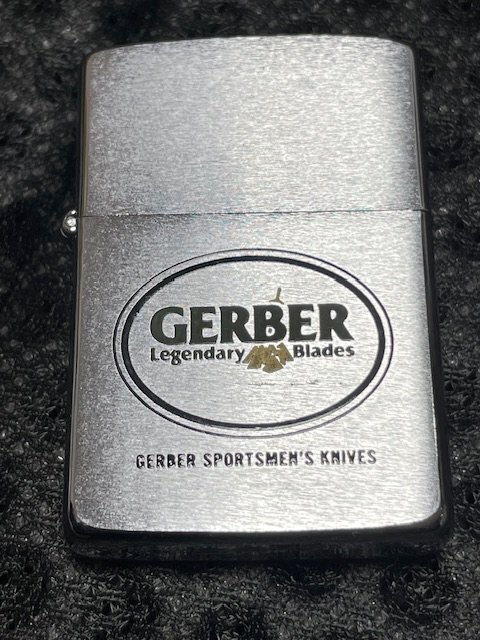 GERBER
Legendary Blades
GERBER SPORTSMEN'S KNIVES